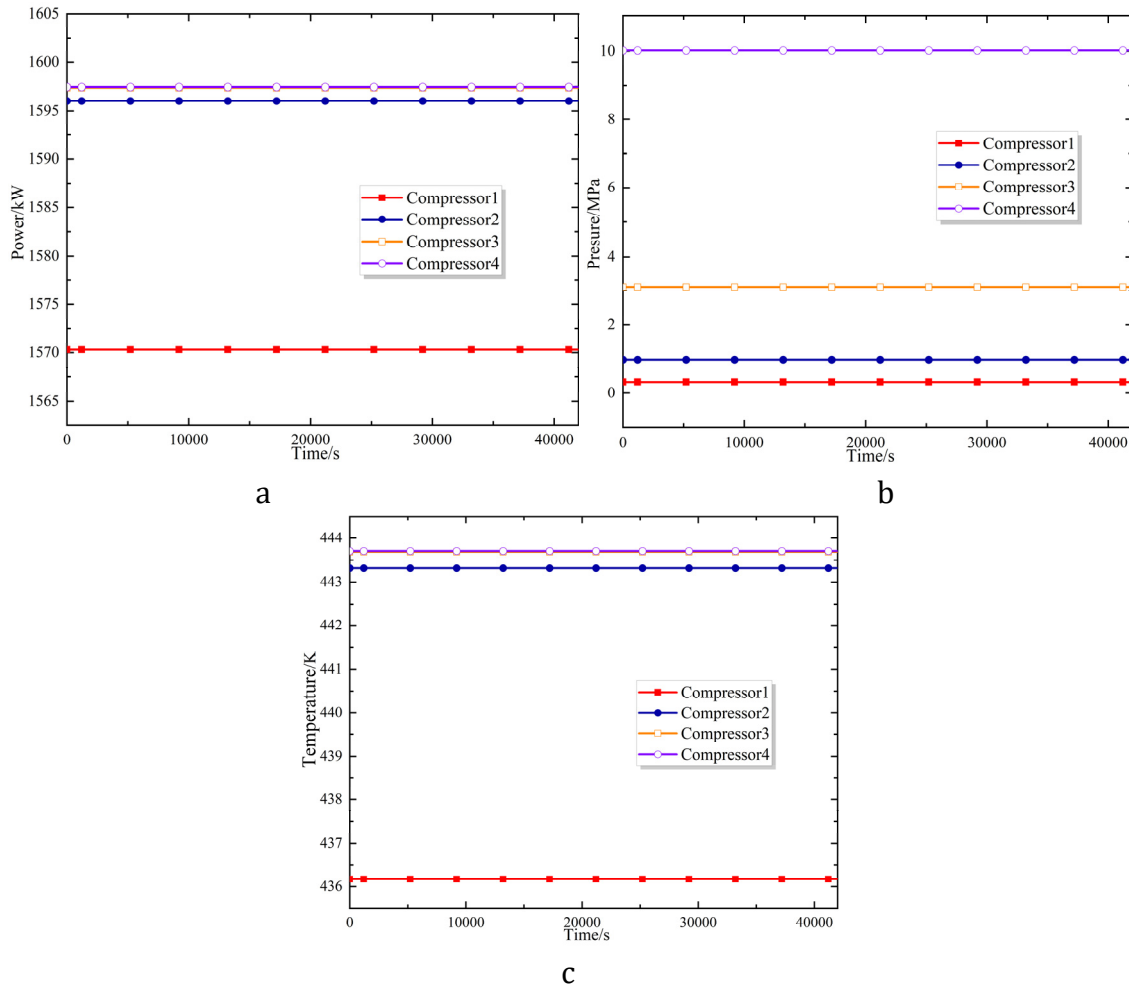 Power/kW
1605
1600
1595
1590
1585
1580
1575
1570
1565
0
10000
20000
30000
40000
Time/s
Compressor1
Compressor2
Compressor3
Compressor4
a
Presure/MPa
10
8
6
4
2
0
0
10000
20000
30000
40000
Time/s
Compressor1
Compressor2
Compressor3
Compressor4
b
Temperature/K
444
443
442
441
440
439
438
437
436
0
10000
20000
30000
40000
Time/s
Compressor1
Compressor2
Compressor3
Compressor4
c